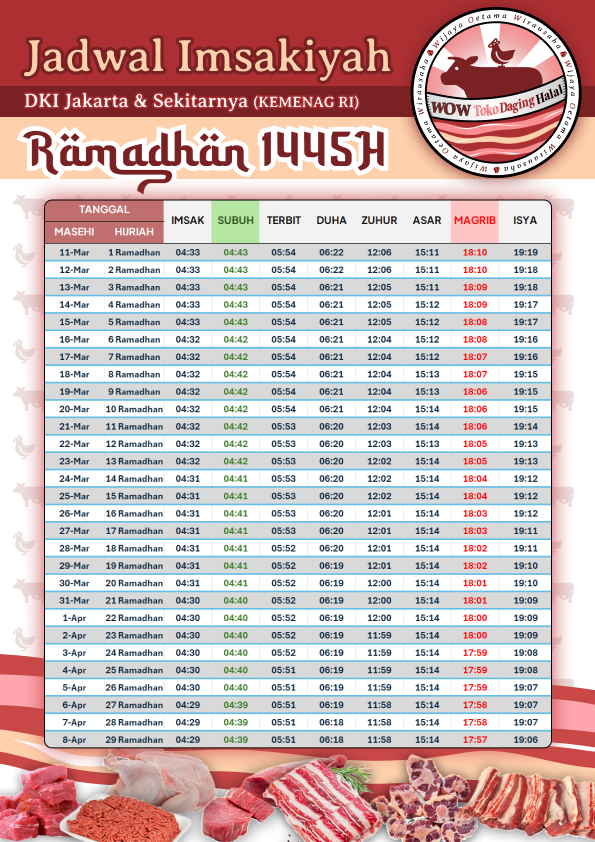 Jadwal Imsakiyah
DKI Jakarta & Sekitarnya (KEMENAG RI)
Ramadhan 1445H
Wijaya Oetama Wirausaha Wijaya Oetama Wirausaha Wijaya Oetama Wirausaha
WOW Toko Daging Halal
TANGGAL
MASEHI HURIAH IMSAK SUBUH TERBIT DUHA ZUHUR ASAR MAGRIB ISYA
11-Mar 1 Ramadhan 04:33 04:43 05:54 06:22 12:06 15:11 18:10 19:19
12-Mar 2 Ramadhan 04:33 04:43 05:54 06:22 12:06 15:11 18:10 19:18
13-Mar 3 Ramadhan 04:33 04:43 05:54 06:21 12:05 15:11 18:09 19:18
14-Mar 4 Ramadhan 04:33 04:43 05:54 06:21 12:05 15:12 18:09 19:17
15-Mar 5 Ramadhan 04:33 04:43 05:54 06:21 12:05 15:12 18:08 19:17
16-Mar 6 Ramadhan 04:32 04:42 05:54 06:21 12:04 15:12 18:08 19:16
17-Mar 7 Ramadhan 04:32 04:42 05:54 06:21 12:04 15:12 18:07 19:16
18-Mar 8 Ramadhan 04:32 04:42 05:54 06:21 12:04 15:13 18:07 19:15
19-Mar 9 Ramadhan 04:32 04:42 05:54 06:21 12:04 15:13 18:06 19:15
20-Mar 10 Ramadhan 04:32 04:42 05:54 06:21 12:04 15:14 18:06 19:15
21-Mar 11 Ramadhan 04:32 04:42 05:53 06:20 12:03 15:14 18:06 19:14
22-Mar 12 Ramadhan 04:32 04:42 05:53 06:20 12:03 15:13 18:05 19:13
23-Mar 13 Ramadhan 04:32 04:42 05:53 06:20 12:02 15:14 18:05 19:13
24-Mar 14 Ramadhan 04:31 04:41 05:53 06:20 12:02 15:14 18:04 19:12
25-Mar 15 Ramadhan 04:31 04:41 05:53 06:20 12:02 15:14 18:04 19:12
26-Mar 16 Ramadhan 04:31 04:41 05:53 06:20 12:01 15:14 18:03 19:12
27-Mar 17 Ramadhan 04:31 04:41 05:53 06:20 12:01 15:14 18:03 19:11
28-Mar 18 Ramadhan 04:31 04:41 05:52 06:20 12:01 15:14 18:02 19:11
29-Mar 19 Ramadhan 04:31 04:41 05:52 06:19 12:01 15:14 18:02 19:10
30-Mar 20 Ramadhan 04:31 04:41 05:52 06:19 12:00 15:14 18:01 19:10
31-Mar 21 Ramadhan 04:30 04:40 05:52 06:19 12:00 15:14 18:01 19:09
1-Apr 22 Ramadhan 04:30 04:40 05:52 06:19 12:00 15:14 18:00 19:09
2-Apr 23 Ramadhan 04:30 04:40 05:52 06:19 11:59 15:14 18:00 19:09
3-Apr 24 Ramadhan 04:30 04:40 05:52 06:19 11:59 15:14 17:59 19:08
4-Apr 25 Ramadhan 04:30 04:40 05:51 06:19 11:59 15:14 17:59 19:08
5-Apr 26 Ramadhan 04:30 04:40 05:51 06:19 11:59 15:14 17:59 19:07
6-Apr 27 Ramadhan 04:29 04:39 05:51 06:19 11:58 15:14 17:58 19:07
7-Apr 28 Ramadhan 04:29 04:39 05:51 06:18 11:58 15:14 17:58 19:07
8-Apr 29 Ramadhan 04:29 04:39 05:51 06:18 11:58 15:14 17:57 19:06